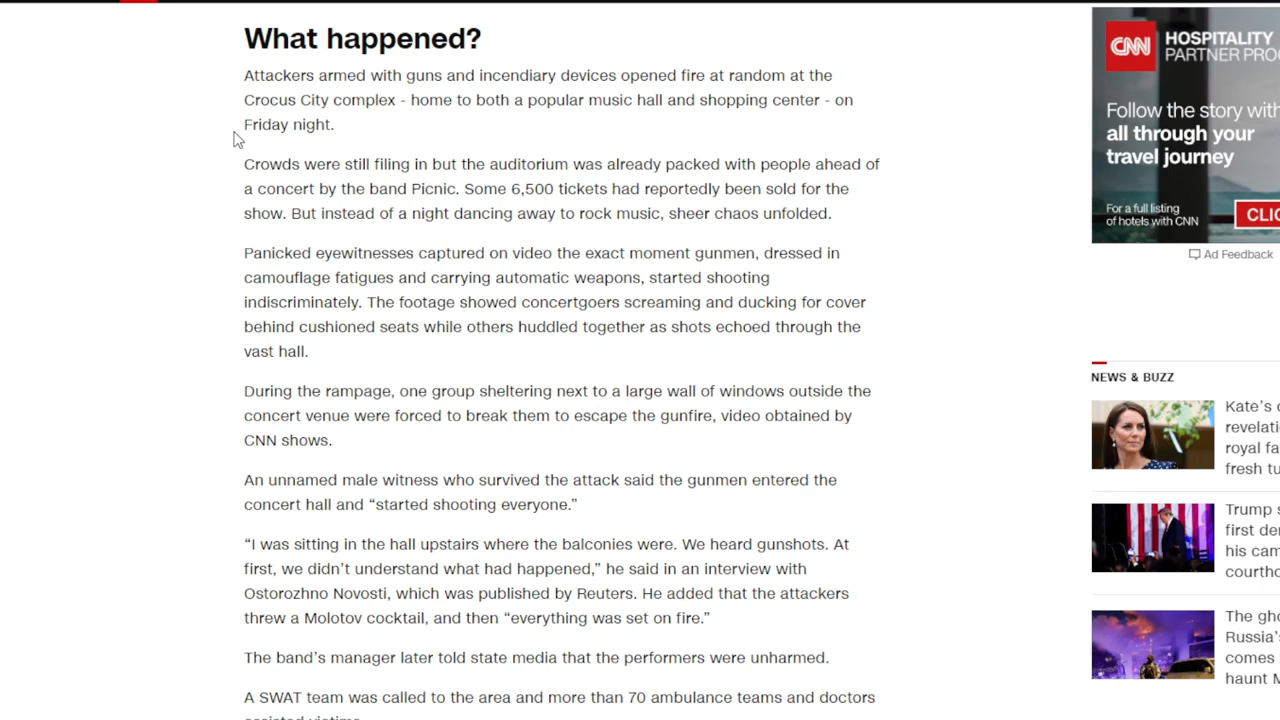 What happened?
Attackers armed with guns and incendiary devices opened fire at random at the
Crocus City complex - home to both a popular music hall and shopping center - on
Friday night.
Crowds were still filing in but the auditorium was already packed with people ahead of
a concert by the band Picnic. Some 6,500 tickets had reportedly been sold for the
show. But instead of a night dancing away to rock music, sheer chaos unfolded.
Panicked eyewitnesses captured on video the exact moment gunmen, dressed in
camouflage fatigues and carrying automatic weapons, started shooting
indiscriminately. The footage showed concertgoers screaming and ducking for cover
behind cushioned seats while others huddled together as shots echoed through the
vast hall.
During the rampage, one group sheltering next to a large wall of windows outside the
concert venue were forced to break them to escape the gunfire, video obtained by
CNN shows.
An unnamed male witness who survived the attack said the gunmen entered the
concert hall and “started shooting everyone.”
“I was sitting in the hall upstairs where the balconies were. We heard gunshots. At
first, we didn’t understand what had happened,” he said in an interview with
Ostorozhno Novosti, which was published by Reuters. He added that the attackers
threw a Molotov cocktail, and then “everything was set on fire.”
The band’s manager later told state media that the performers were unharmed.
A SWAT team was called to the area and more than 70 ambulance teams and doctors
CNN HOSPITALITY
PARTNER
Follow the story with
all through your
travel journey
For a full listing
of hotels with CNN
Ad Feedback
NEWS & BUZZ
Kate’s
royal
fresh
Trump
first
his
The
Russia’s
comes
haunt